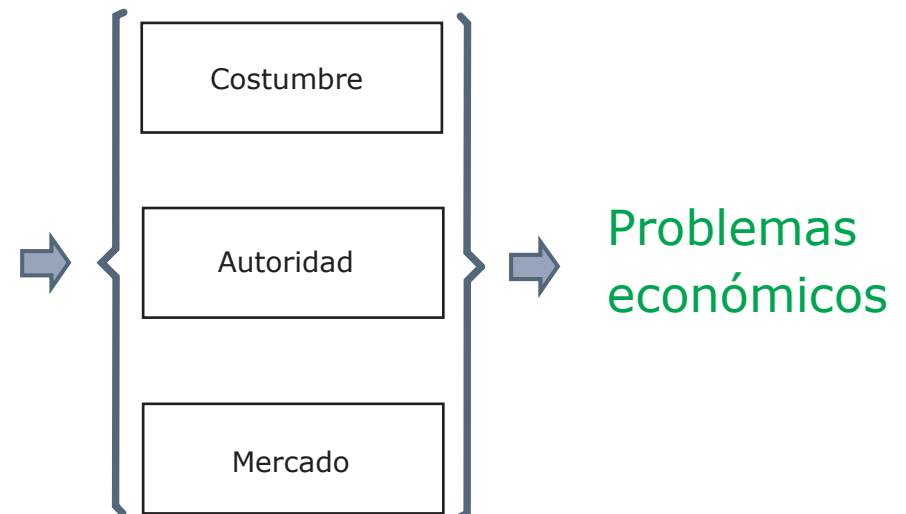 Costumbre
Autoridad
Mercado
Problemas
económicos